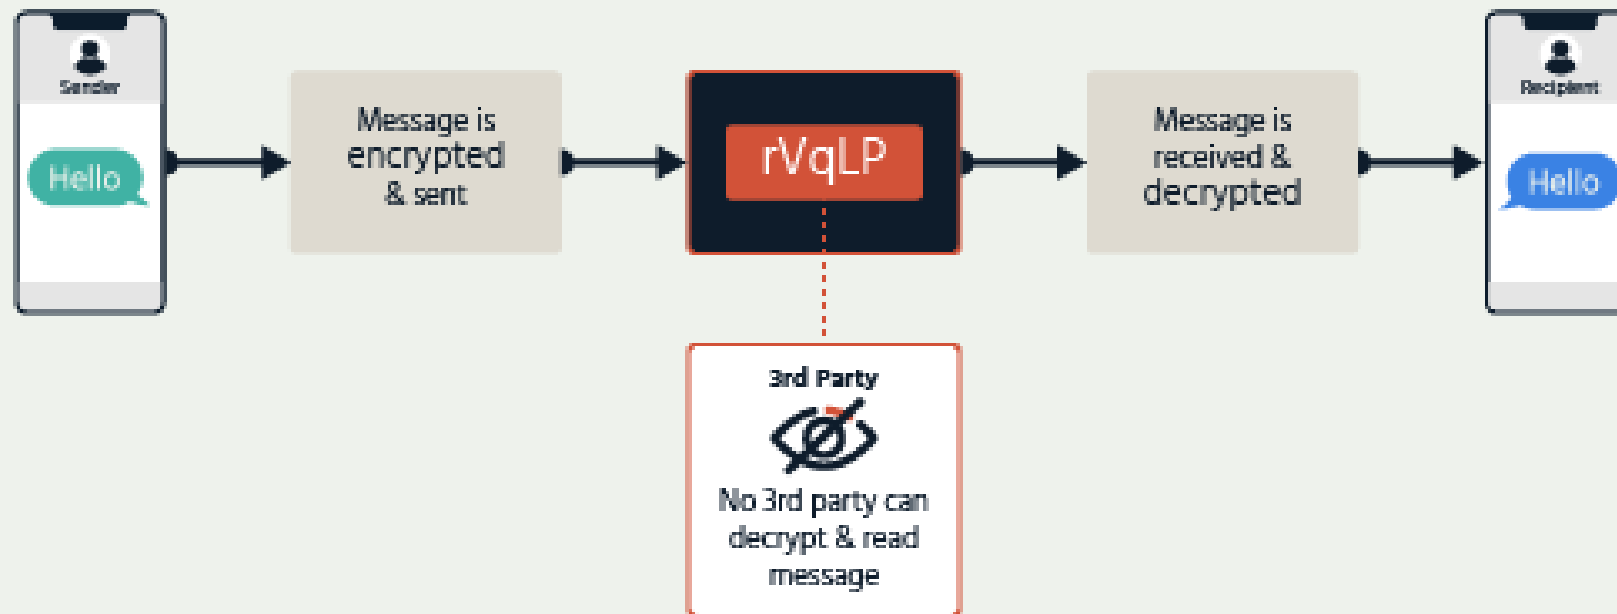 Sender
Hello
Message is
encrypted
& sent
rVqLP
Message is
received &
decrypted
Recipient
Hello
3rd Party
No 3rd party can
decrypt & read
message